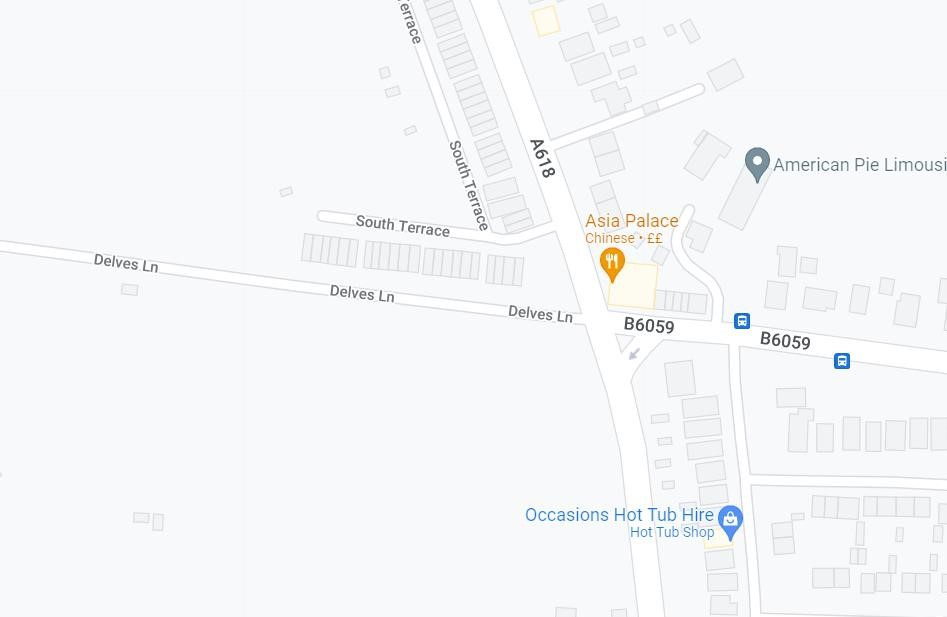 Terrace
South Terrace
A618
American Pie Limousi
South Terrace
Asia Palace
Chinese • ££
Delves Ln
Delves Ln
Delves Ln
B6059
B6059
Occasions Hot Tub Hire
Hot Tub Shop